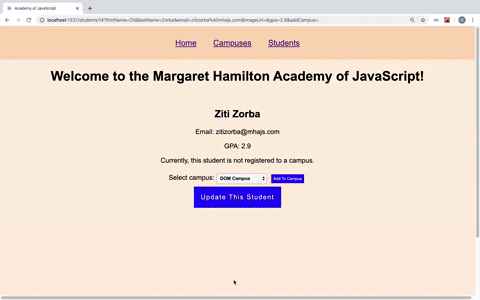 Academy of JavaScript
localhost:1337/students/14?firstName=Ziti&lastName=Zorba&email=zitizorba%40mhajs.com&imageUrl=&gpa=2.9&addCampus=
Home Campuses Students
Welcome to the Margaret Hamilton Academy of JavaScript!
Ziti Zorba
Email: zitizorba@mhajs.com
GPA: 2.9
Currently, this student is not registered to a campus.
Select campus: DOM Campus Add To Campus
Update This Student